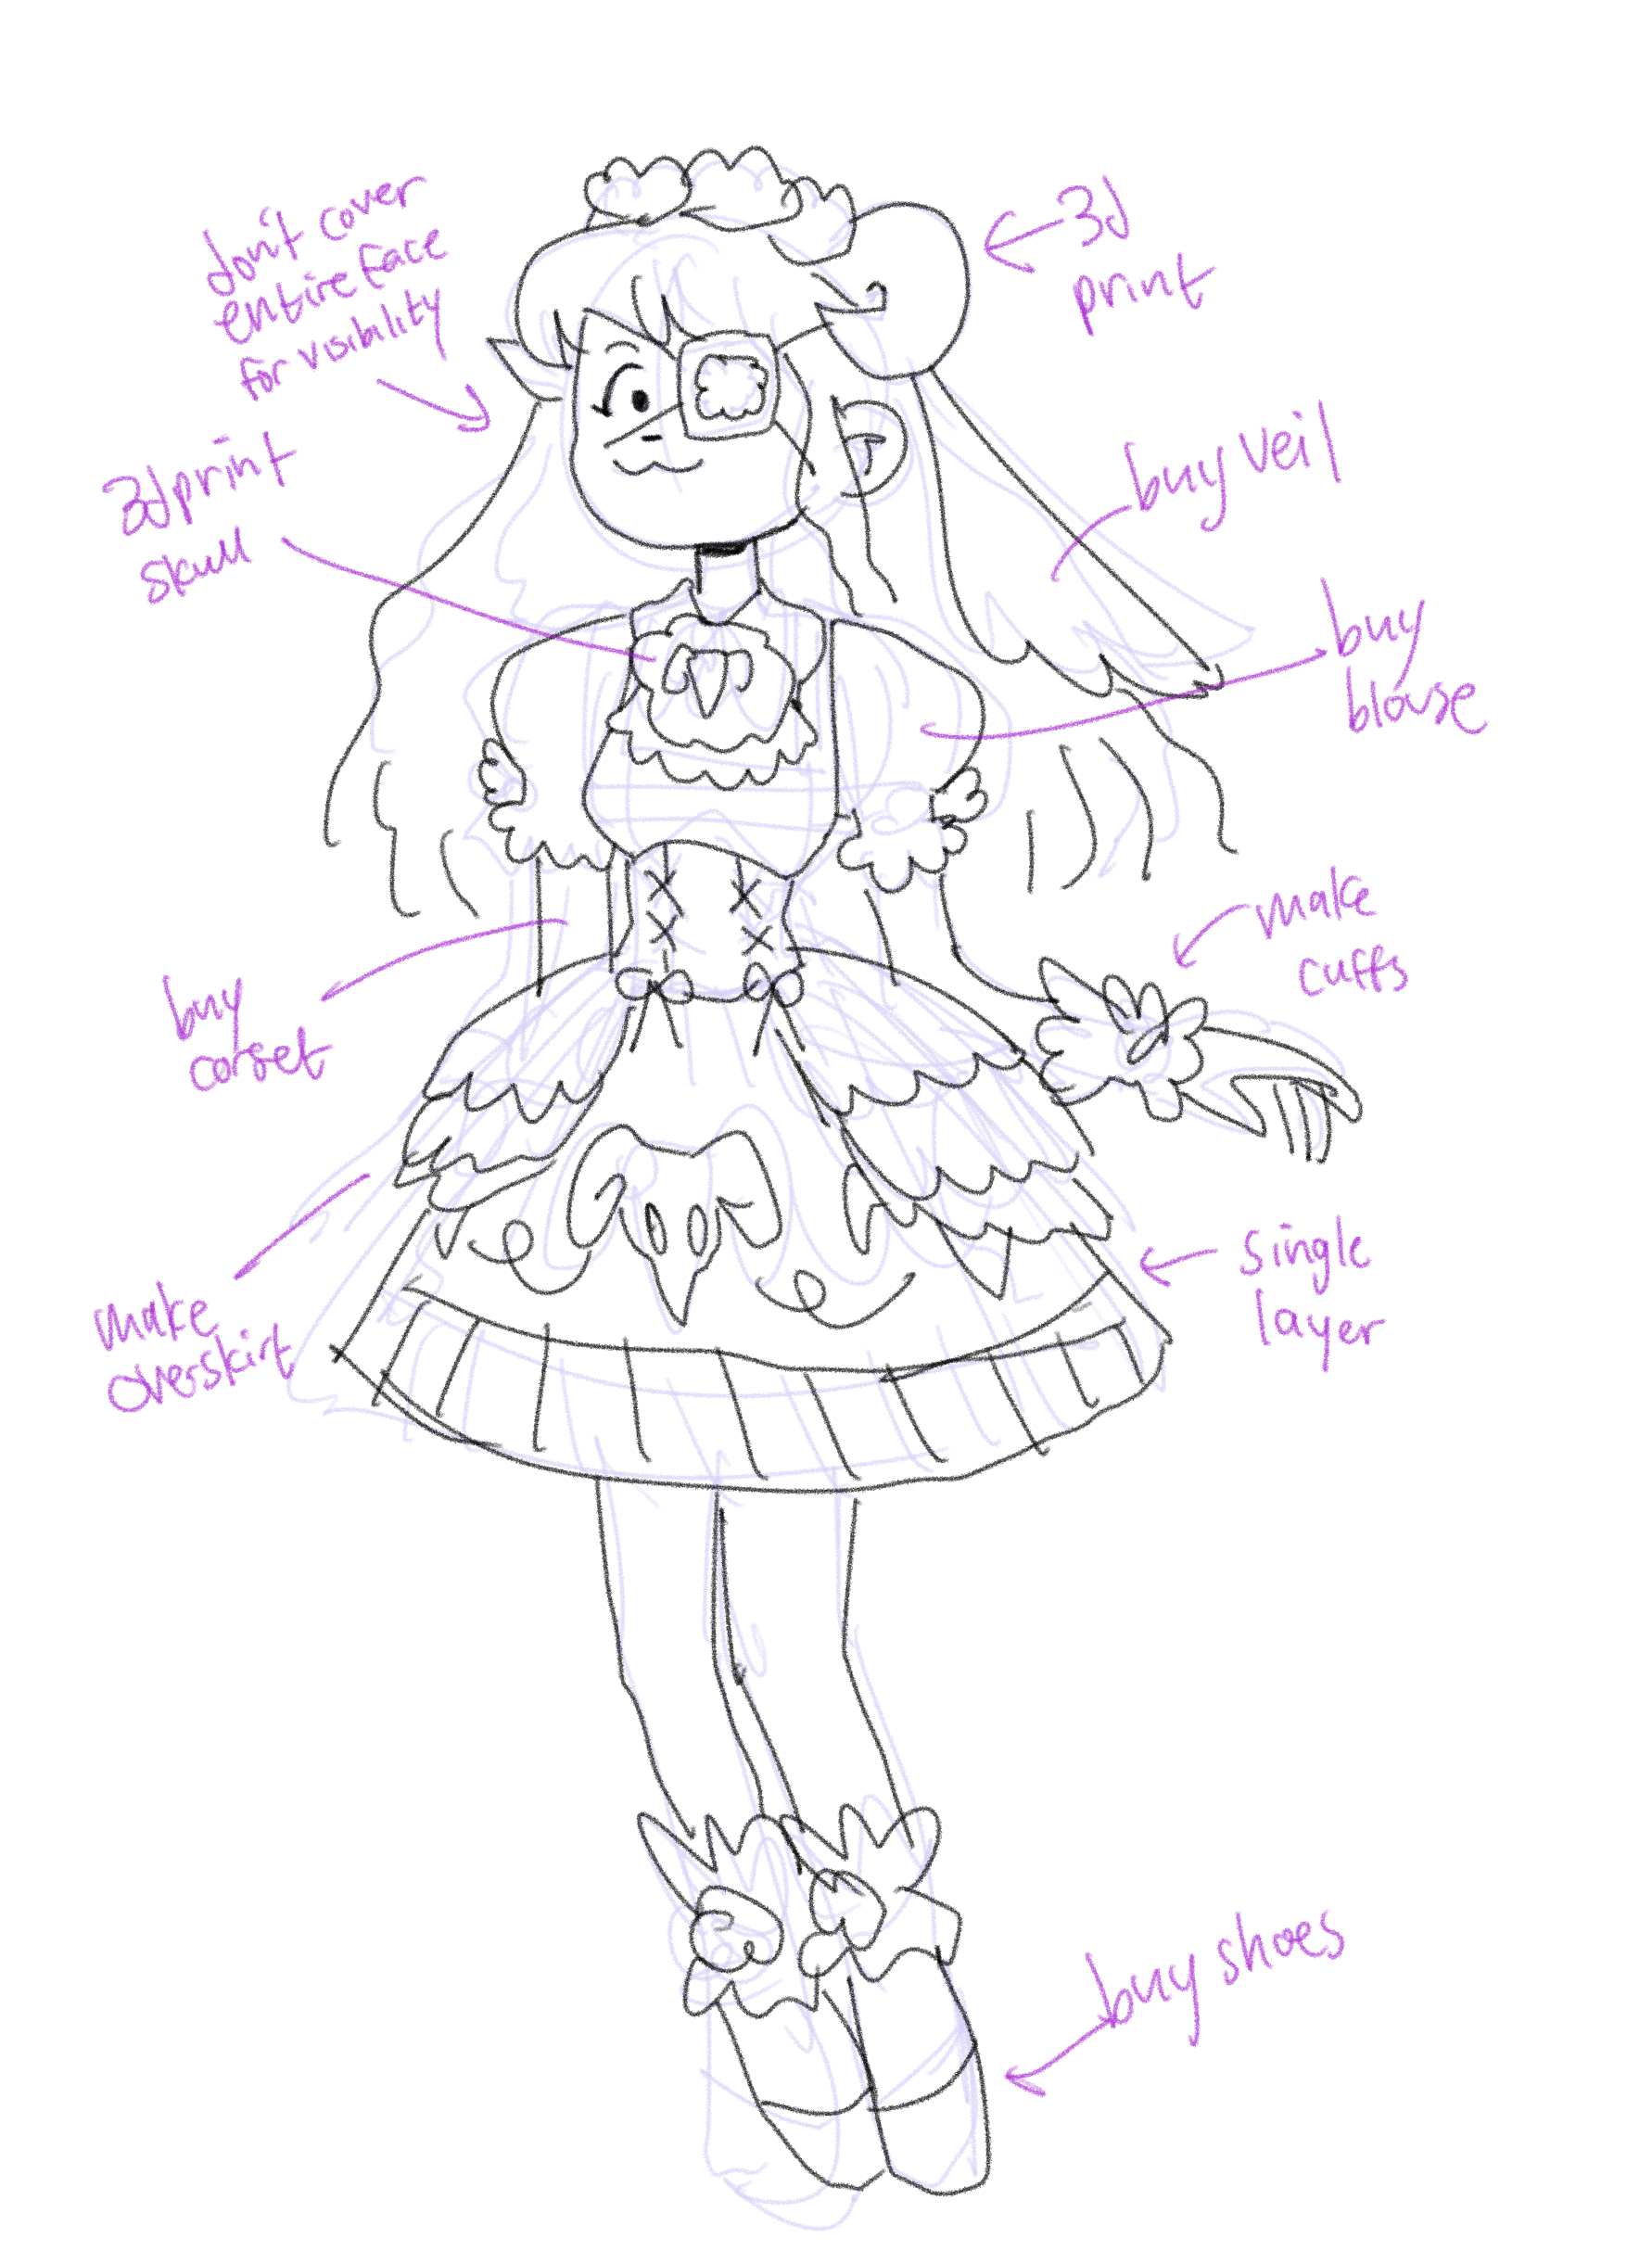 don't cover
entire face
for visibility
3d
print
3dprint
skull
buy veil
buy
blouse
make
cuffs
buy
corset
single
layer
make
overskirt
buy shoes